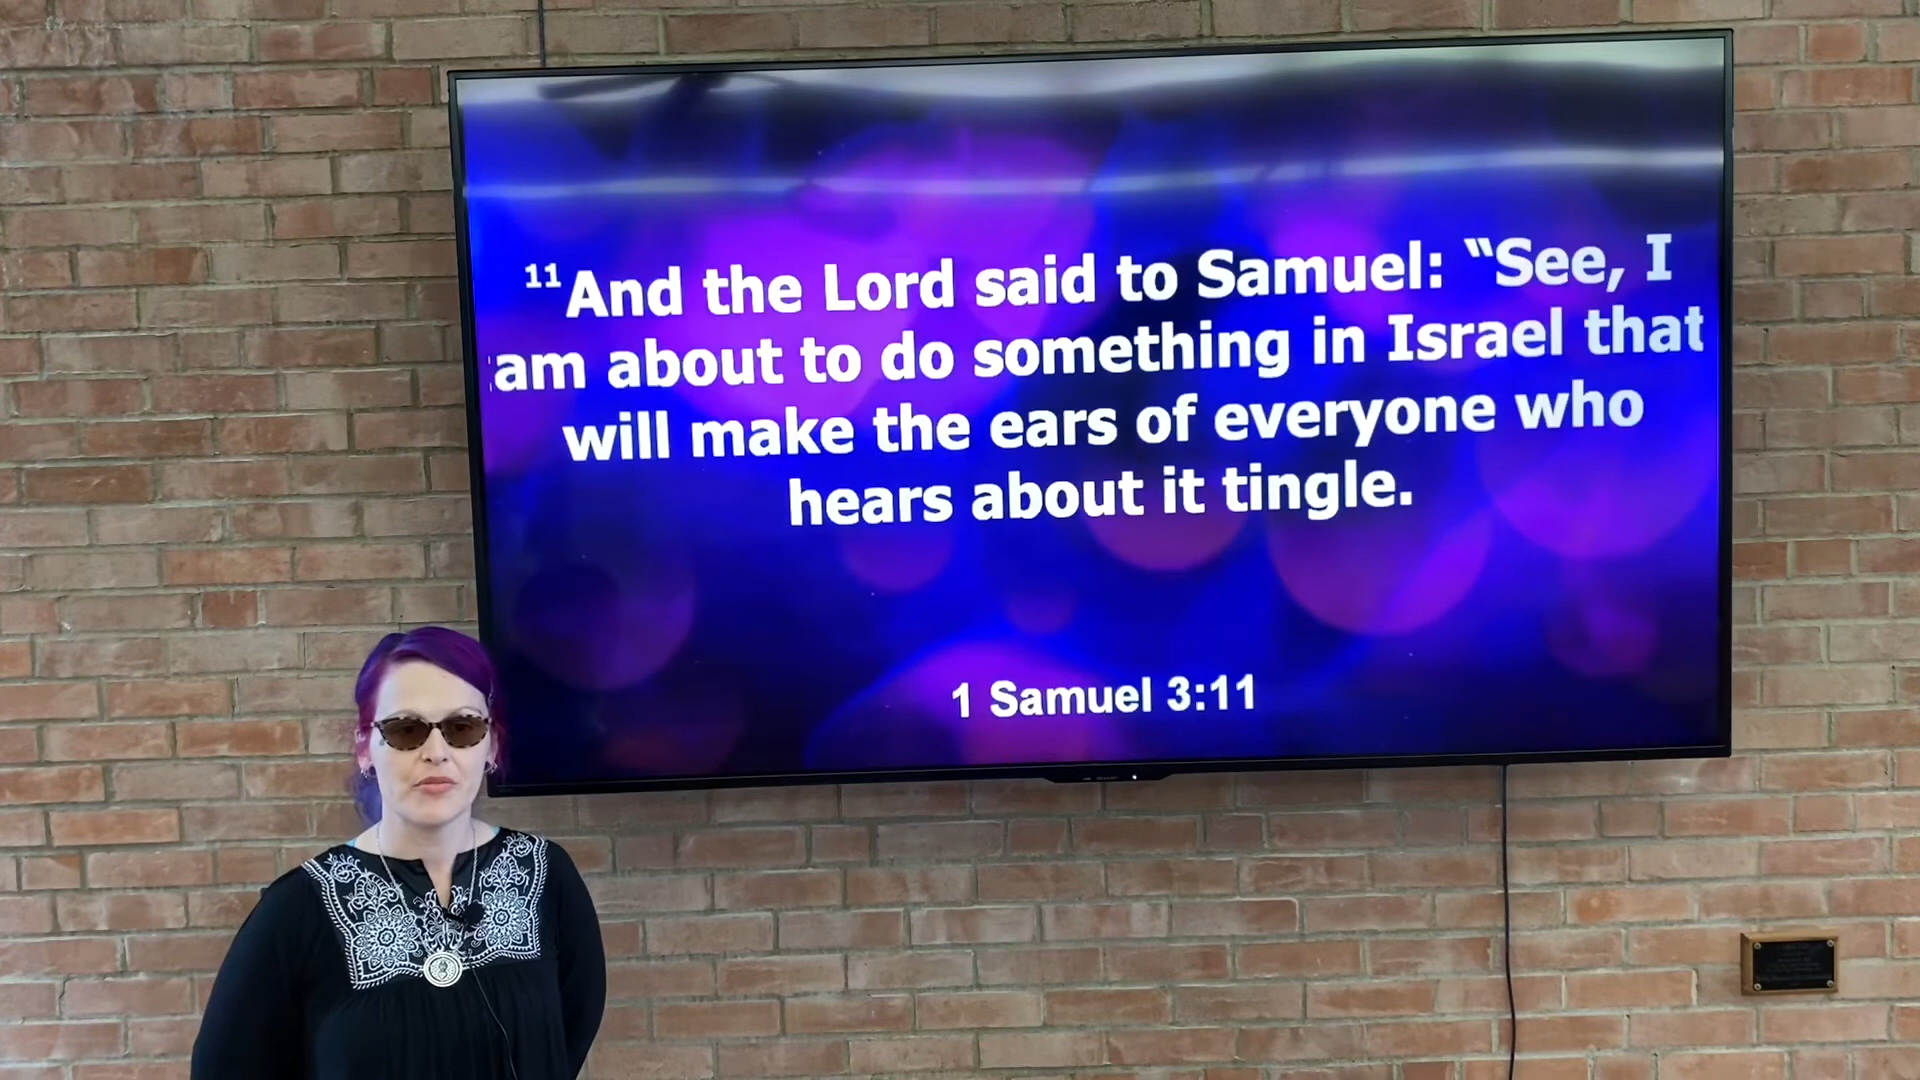 ¹¹And the Lord said to Samuel: “See, I
am about to do something in Israel that
will make the ears of everyone who
hears about it tingle.
1 Samuel 3:11